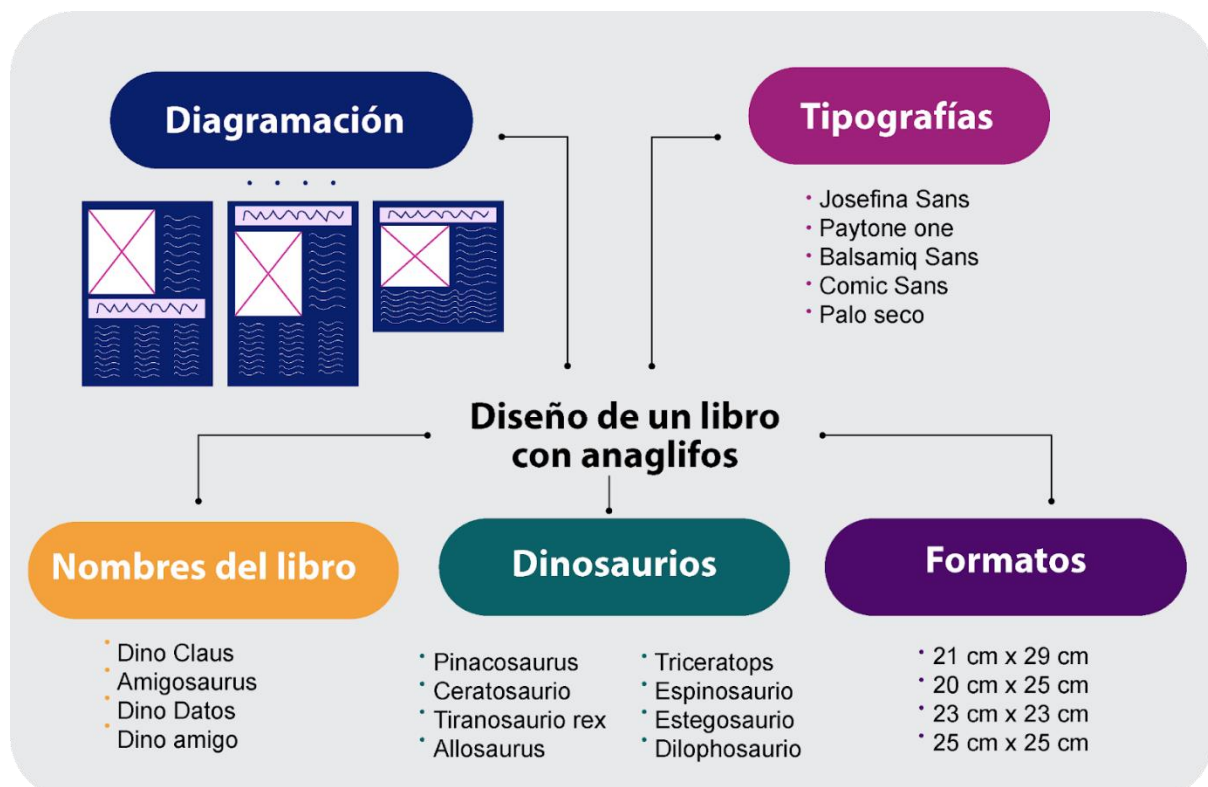 Diagramación
Tipografías
Josefina Sans
Paytone one
Balsamiq Sans
Comic Sans
Palo seco
Diseño de un libro
con anaglifos
Nombres del libro
Dino Claus
Amigosaurus
Dino Datos
Dino amigo
Dinosaurios
Pinacosaurus
Ceratosaurio
Tiranosaurio rex
Allosaurus
Triceratops
Espinosaurio
Estegosaurio
Dilophosaurio
Formatos
21 cm x 29 cm
20 cm x 25 cm
23 cm x 23 cm
25 cm x 25 cm